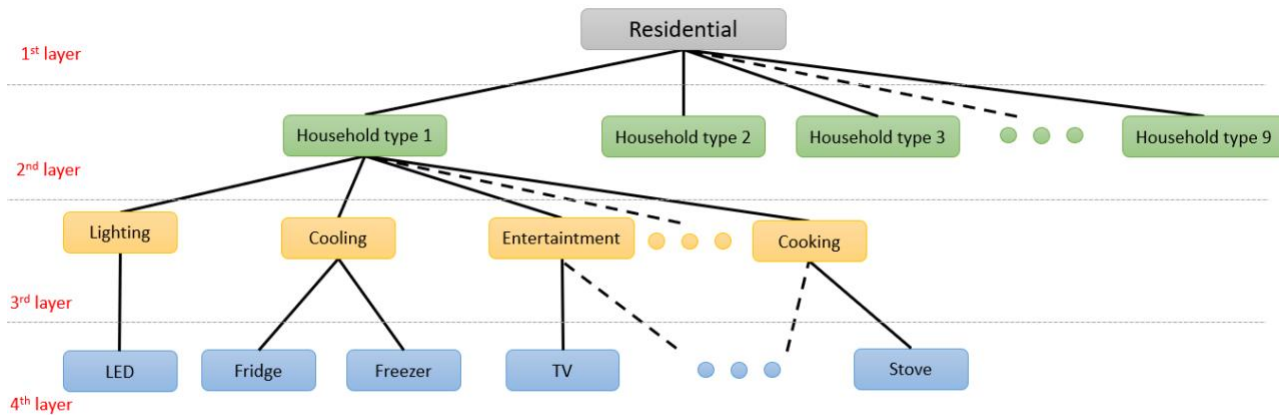 Residential
1st layer
Household type 1
Household type 2
Household type 3
Household type 9
2nd layer
Lighting
Cooling
Entertaintment
Cooking
3rd layer
LED
Fridge
Freezer
TV
Stove
4th layer